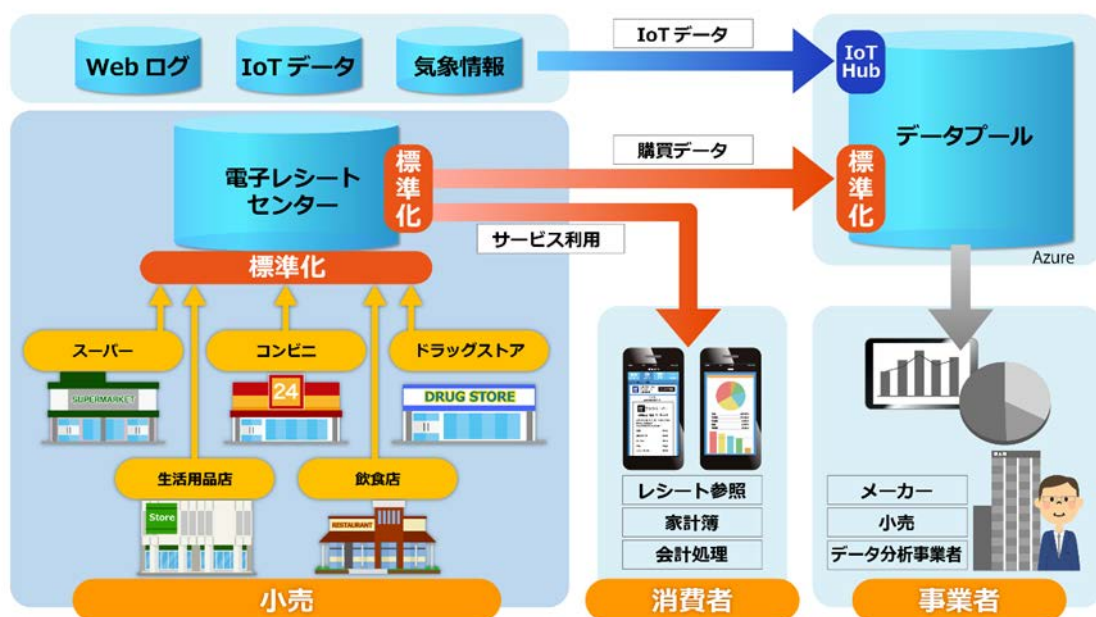 Web ログ
IoT データ
気象情報
IoT データ
IoT
Hub
データプール
標準化
Azure
電子レシート
センター
標準化
購買データ
サービス利用
標準化
スーパー
コンビニ
ドラッグストア
SUPERMARKET
24
DRUG STORE
生活用品店
飲食店
Store
RESTAURANT
小売
レシート参照
家計簿
会計処理
消費者
メーカー
小売
データ分析事業者
事業者